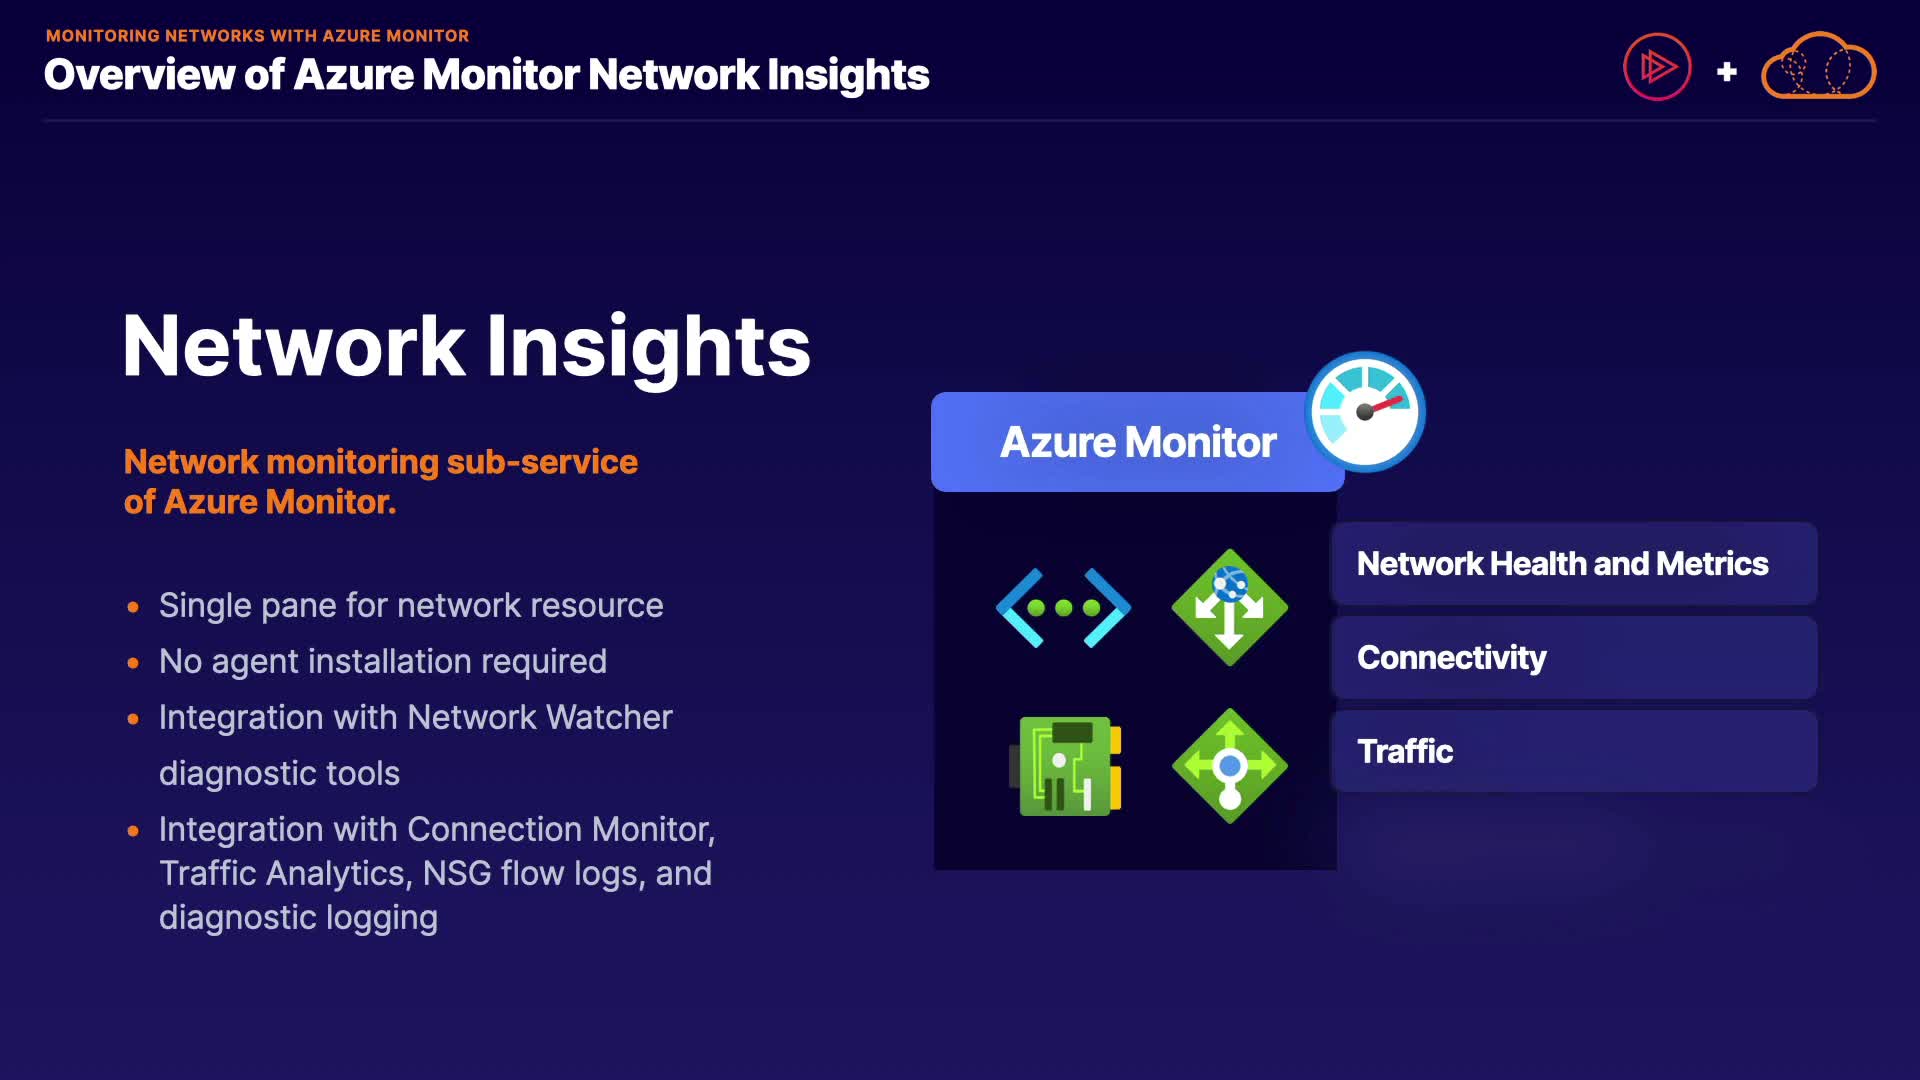 MONITORING NETWORKS WITH AZURE MONITOR
Overview of Azure Monitor Network Insights
Network Insights
Network monitoring sub-service
of Azure Monitor.
Single pane for network resource
No agent installation required
Integration with Network Watcher
diagnostic tools
Integration with Connection Monitor,
Traffic Analytics, NSG flow logs, and
diagnostic logging
Azure Monitor
Network Health and Metrics
Connectivity
Traffic